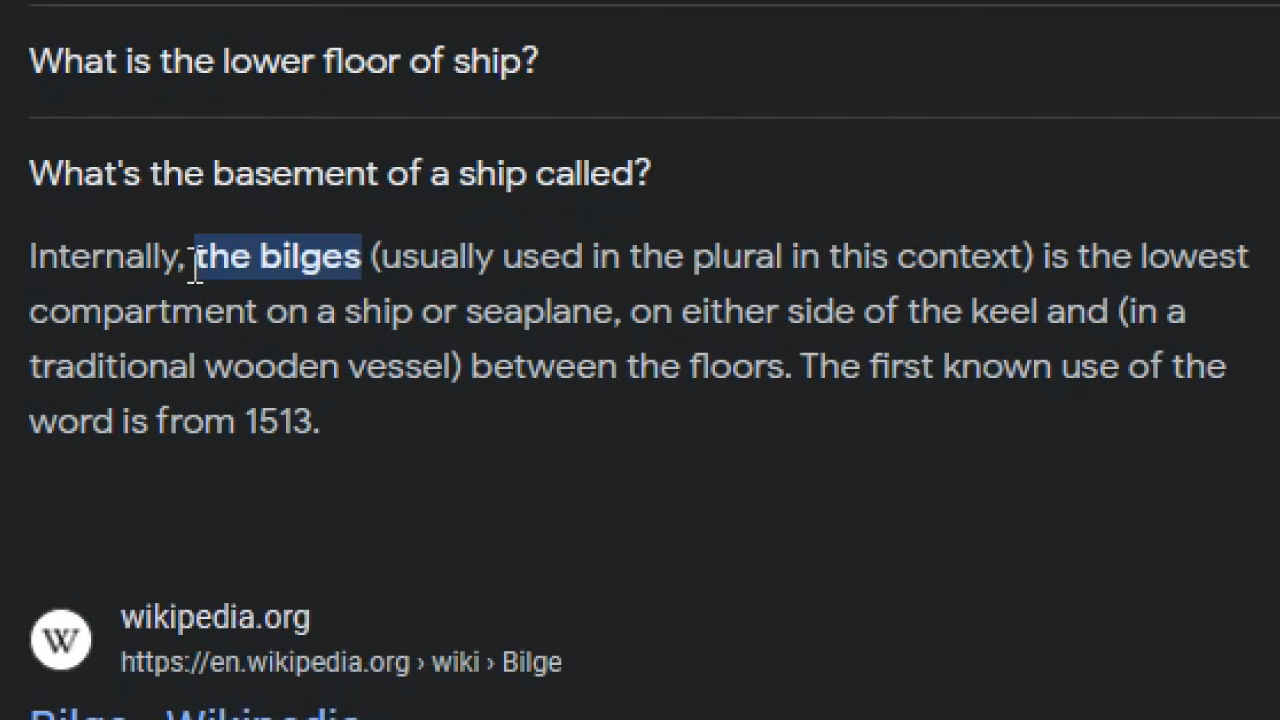 What is the lower floor of ship?
What's the basement of a ship called?
Internally, the bilges (usually used in the plural in this context) is the lowest
compartment on a ship or seaplane, on either side of the keel and (in a
traditional wooden vessel) between the floors. The first known use of the
word is from 1513.
W
wikipedia.org
https://en.wikipedia.org › wiki › Bilge
Bilge - Wikipedia